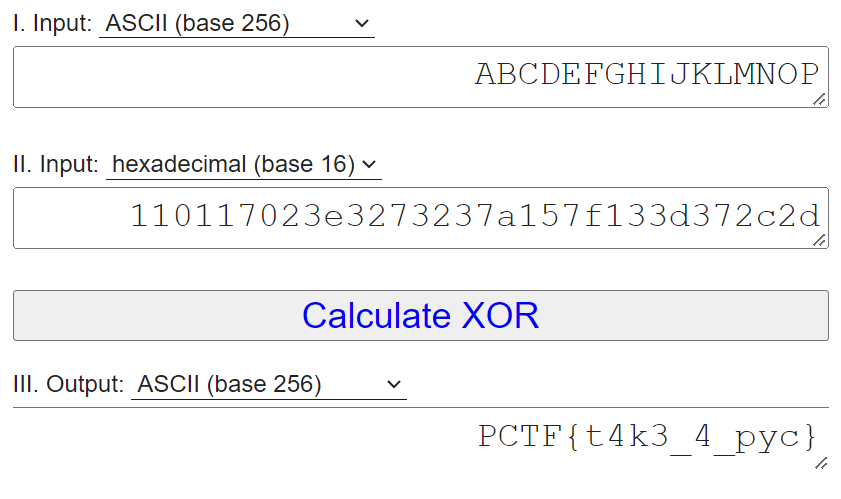 I. Input: ASCII (base 256)
ABCDEFGHIJKLMNOP
II. Input: hexadecimal (base 16)
110117023e3273237a157f133d372c2d
Calculate XOR
III. Output: ASCII (base 256)
PCTF{t4k3_4_pyc}